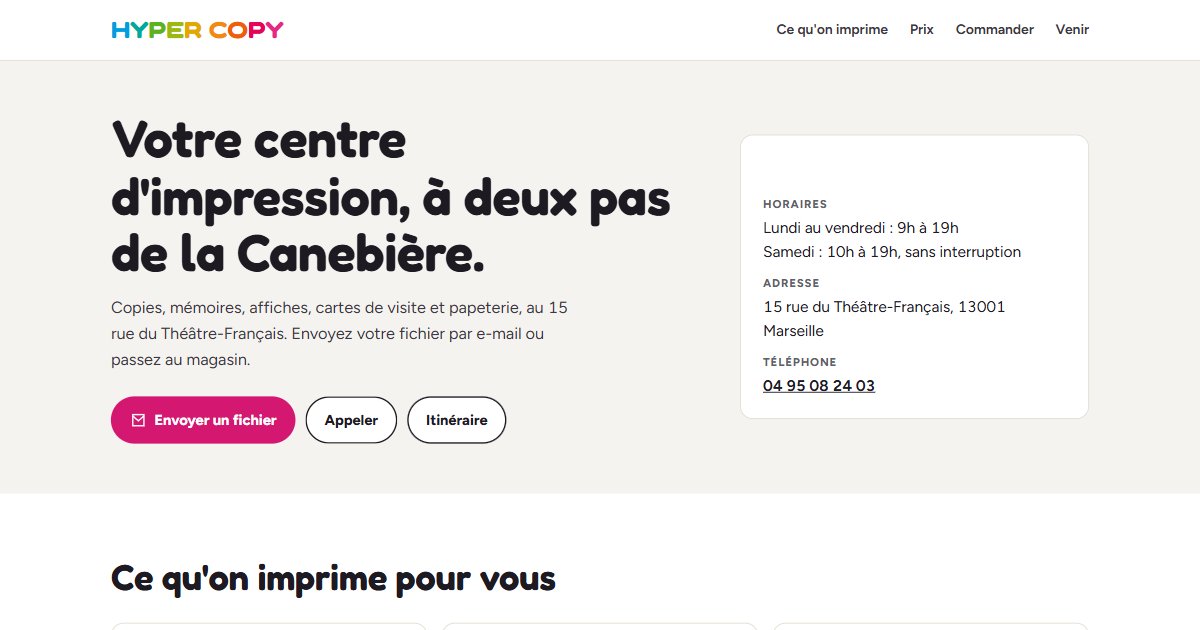 HYPER COPY
Ce qu'on imprime
Prix
Commander
Venir
Votre centre
d'impression, à deux pas
de la Canebière.
Copies, mémoires, affiches, cartes de visite et papeterie, au 15
rue du Théâtre-Français. Envoyez votre fichier par e-mail ou
passez au magasin.
Envoyer un fichier
Appeler
Itinéraire
HORAIRES
Lundi au vendredi : 9h à 19h
Samedi : 10h à 19h, sans interruption
ADRESSE
15 rue du Théâtre-Français, 13001
Marseille
TÉLÉPHONE
04 95 08 24 03
Ce qu'on imprime pour vous